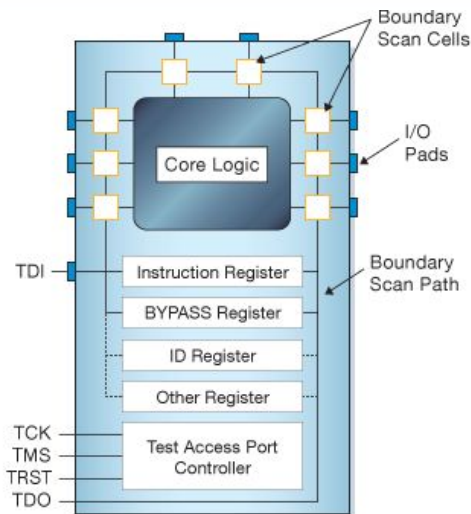 Boundary
Scan Cells
I/O
Pads
Core Logic
Boundary
Scan Path
TDI
Instruction Register
BYPASS Register
ID Register
Other Register
TCK
TMS
TRST
TDO
Test Access Port
Controller